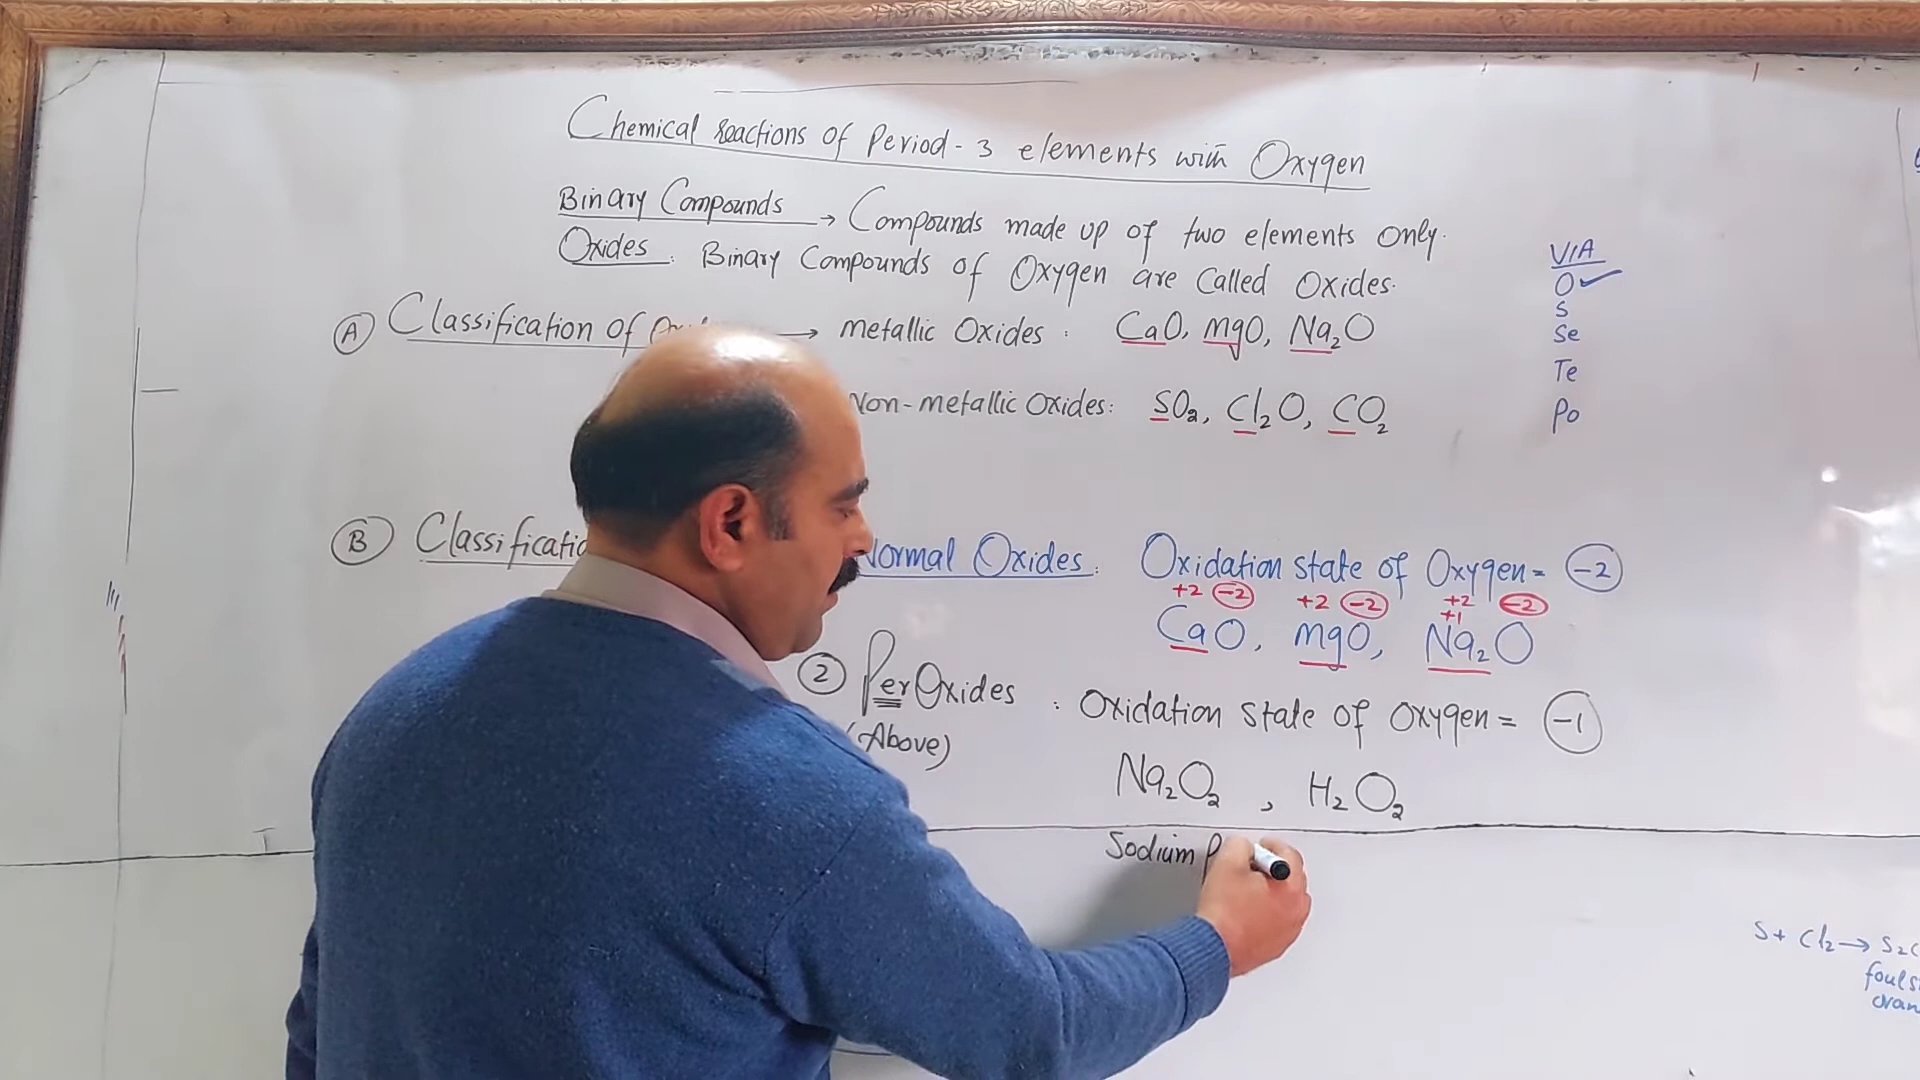 Chemical reactions of Period-3 elements with Oxygen
Binary Compounds → Compounds made up of two elements only.
Oxides : Binary Compounds of Oxygen are Called Oxides.
VIA
O ✓
S
Se
Te
Po
(A) Classification of → metallic Oxides : CaO, MgO, Na₂O
Non-metallic Oxides: SO₂, Cl₂O, CO₂
(B) Normal Oxides : Oxidation state of Oxygen = -2
+2 -2 +2 -2 +2 -2
+1
CaO, MgO, Na₂O
(2) PerOxides : Oxidation state of Oxygen = -1
(Above)
Na₂O₂ , H₂O₂
Sodium P
S + Cl₂ → S₂C
fouls